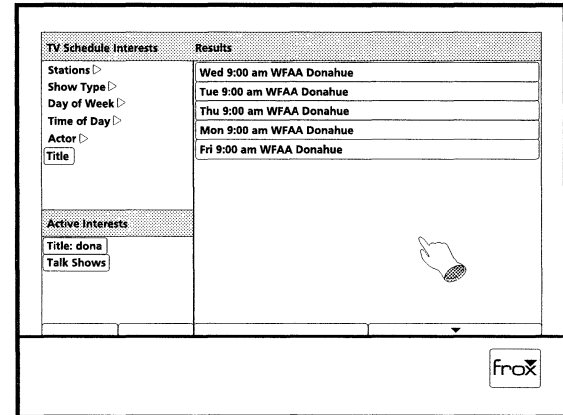 TV Schedule Interests
Results
Stations
Show Type
Day of Week
Time of Day
Actor
Title
Wed 9:00 am WFAA Donahue
Tue 9:00 am WFAA Donahue
Thu 9:00 am WFAA Donahue
Mon 9:00 am WFAA Donahue
Fri 9:00 am WFAA Donahue
Active Interests
Title: dona
Talk Shows
frox